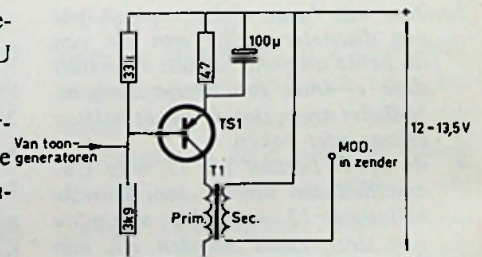 e-
U
100μ
33k
47
TS1
Van toon-
generatoren
e
T1
12-13,5V
MOD.
in zender
3k9
Prim.
Sec.
+